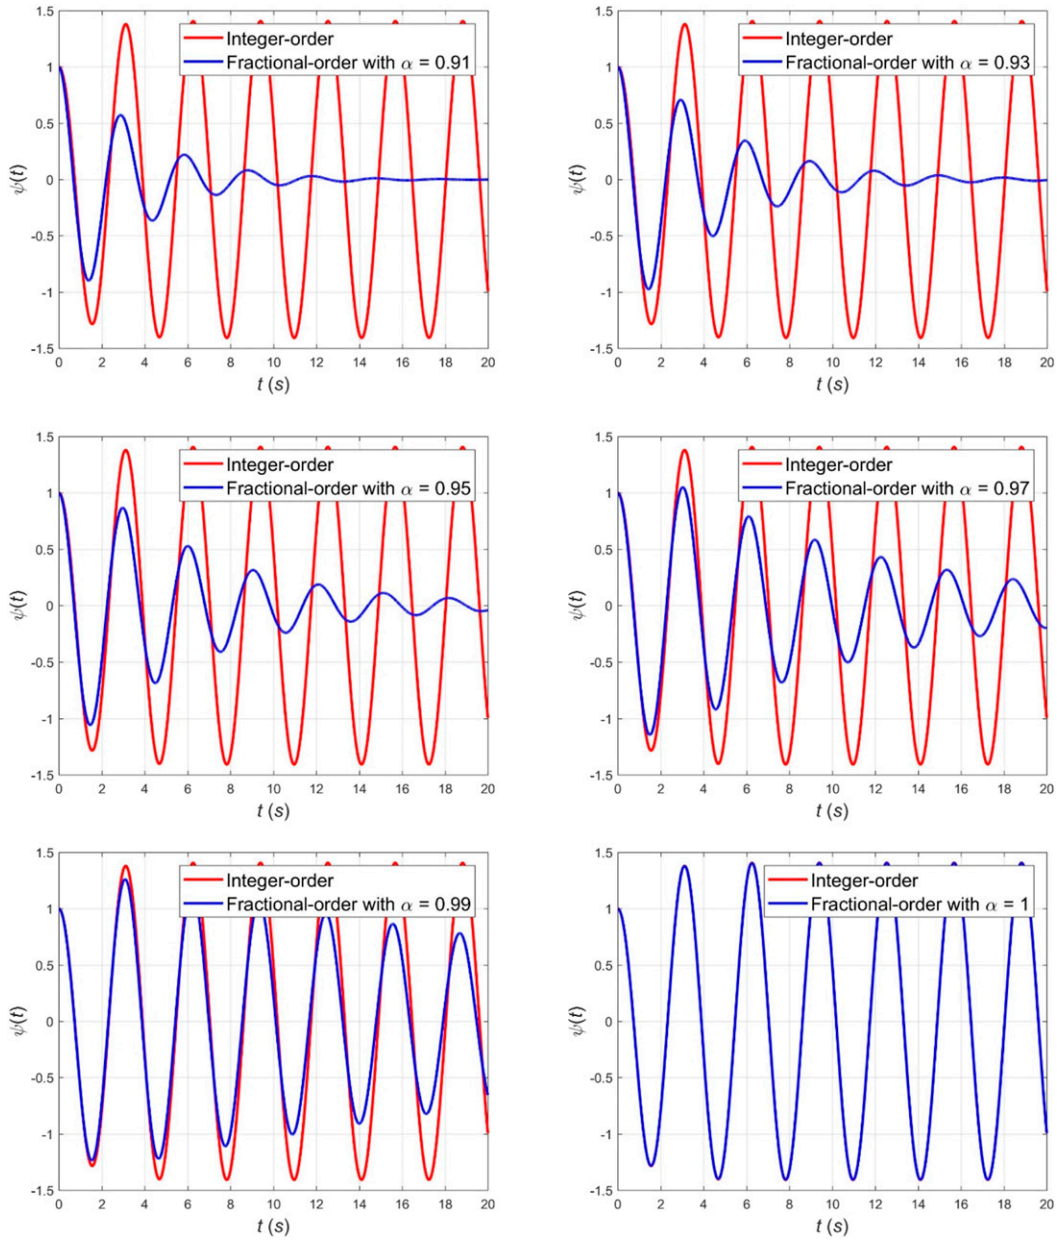 1.5
1
0.5
0
-0.5
-1
-1.5
ψ(t)
Integer-order
Fractional-order with α = 0.91
0 2 4 6 8 10 12 14 16 18 20
t (s)
1.5
1
0.5
0
-0.5
-1
-1.5
ψ(t)
Integer-order
Fractional-order with α = 0.93
0 2 4 6 8 10 12 14 16 18 20
t (s)
1.5
1
0.5
0
-0.5
-1
-1.5
ψ(t)
Integer-order
Fractional-order with α = 0.95
0 2 4 6 8 10 12 14 16 18 20
t (s)
1.5
1
0.5
0
-0.5
-1
-1.5
ψ(t)
Integer-order
Fractional-order with α = 0.97
0 2 4 6 8 10 12 14 16 18 20
t (s)
1.5
1
0.5
0
-0.5
-1
-1.5
ψ(t)
Integer-order
Fractional-order with α = 0.99
0 2 4 6 8 10 12 14 16 18 20
t (s)
1.5
1
0.5
0
-0.5
-1
-1.5
ψ(t)
Integer-order
Fractional-order with α = 1
0 2 4 6 8 10 12 14 16 18 20
t (s)